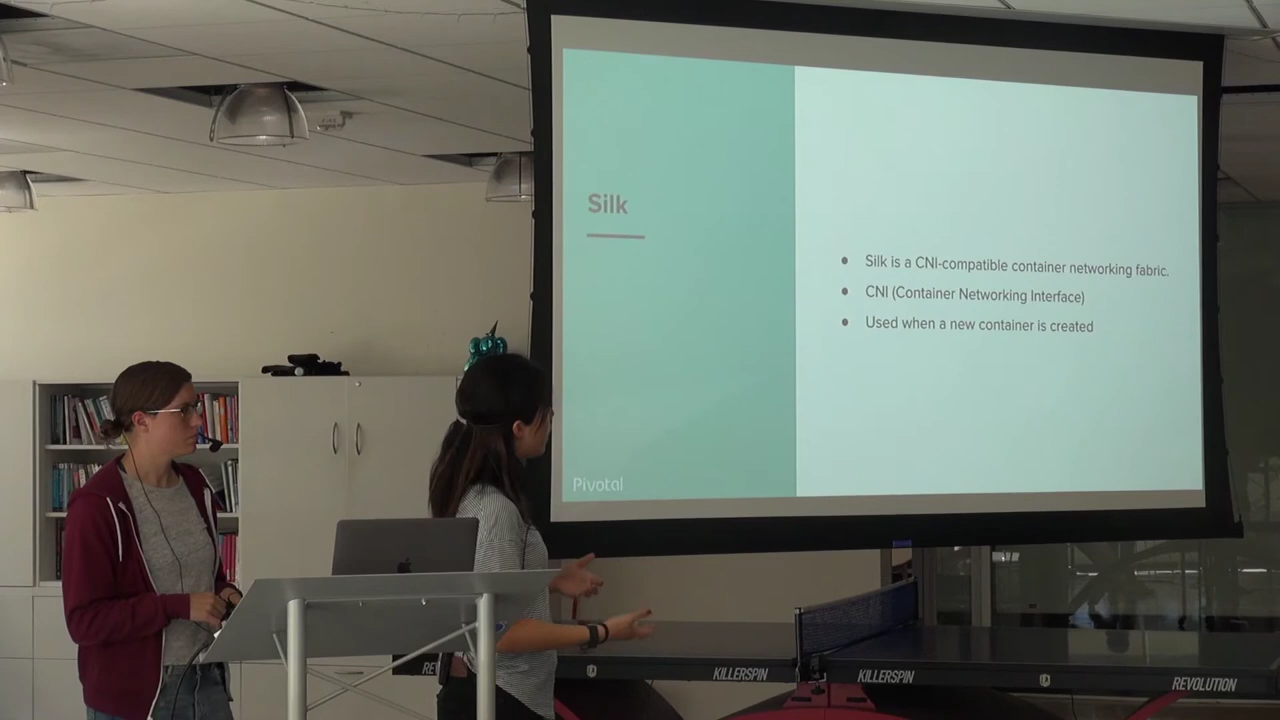 Silk
Silk is a CNI-compatible container networking fabric.
CNI (Container Networking Interface)
Used when a new container is created
Pivotal
KILLERSPIN
KILLERSPIN
REVOLUTION